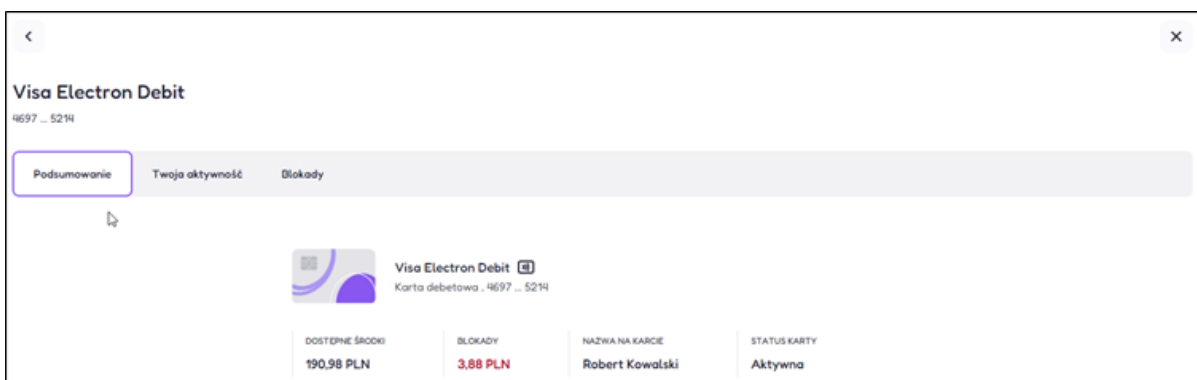 Visa Electron Debit
4697 ... 5214
Podsumowanie Twoja aktywność Blokady
Visa Electron Debit
Karta debetowa . 4697 ... 5214
DOSTĘPNE ŚRODKI BLOKADY NAZWA NA KARCIE STATUS KARTY
190,98 PLN 3,88 PLN Robert Kowalski Aktywna